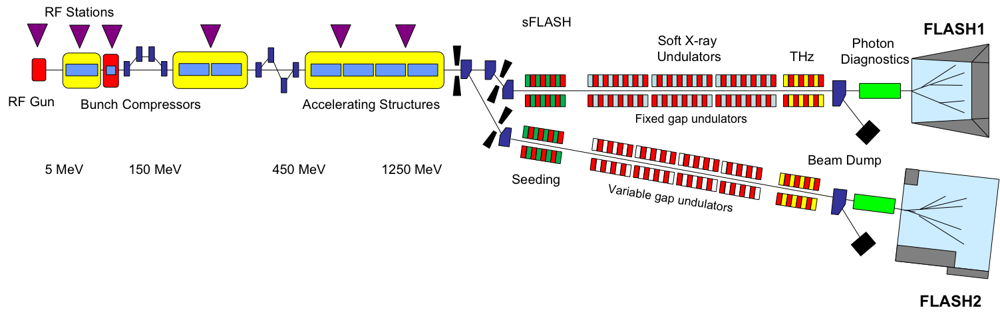 RF Stations
sFLASH
FLASH1
Soft X-ray
Undulators
THz
Photon
Diagnostics
RF Gun
Bunch Compressors
Accelerating Structures
Fixed gap undulators
5 MeV
150 MeV
450 MeV
1250 MeV
Seeding
Beam Dump
Variable gap undulators
FLASH2